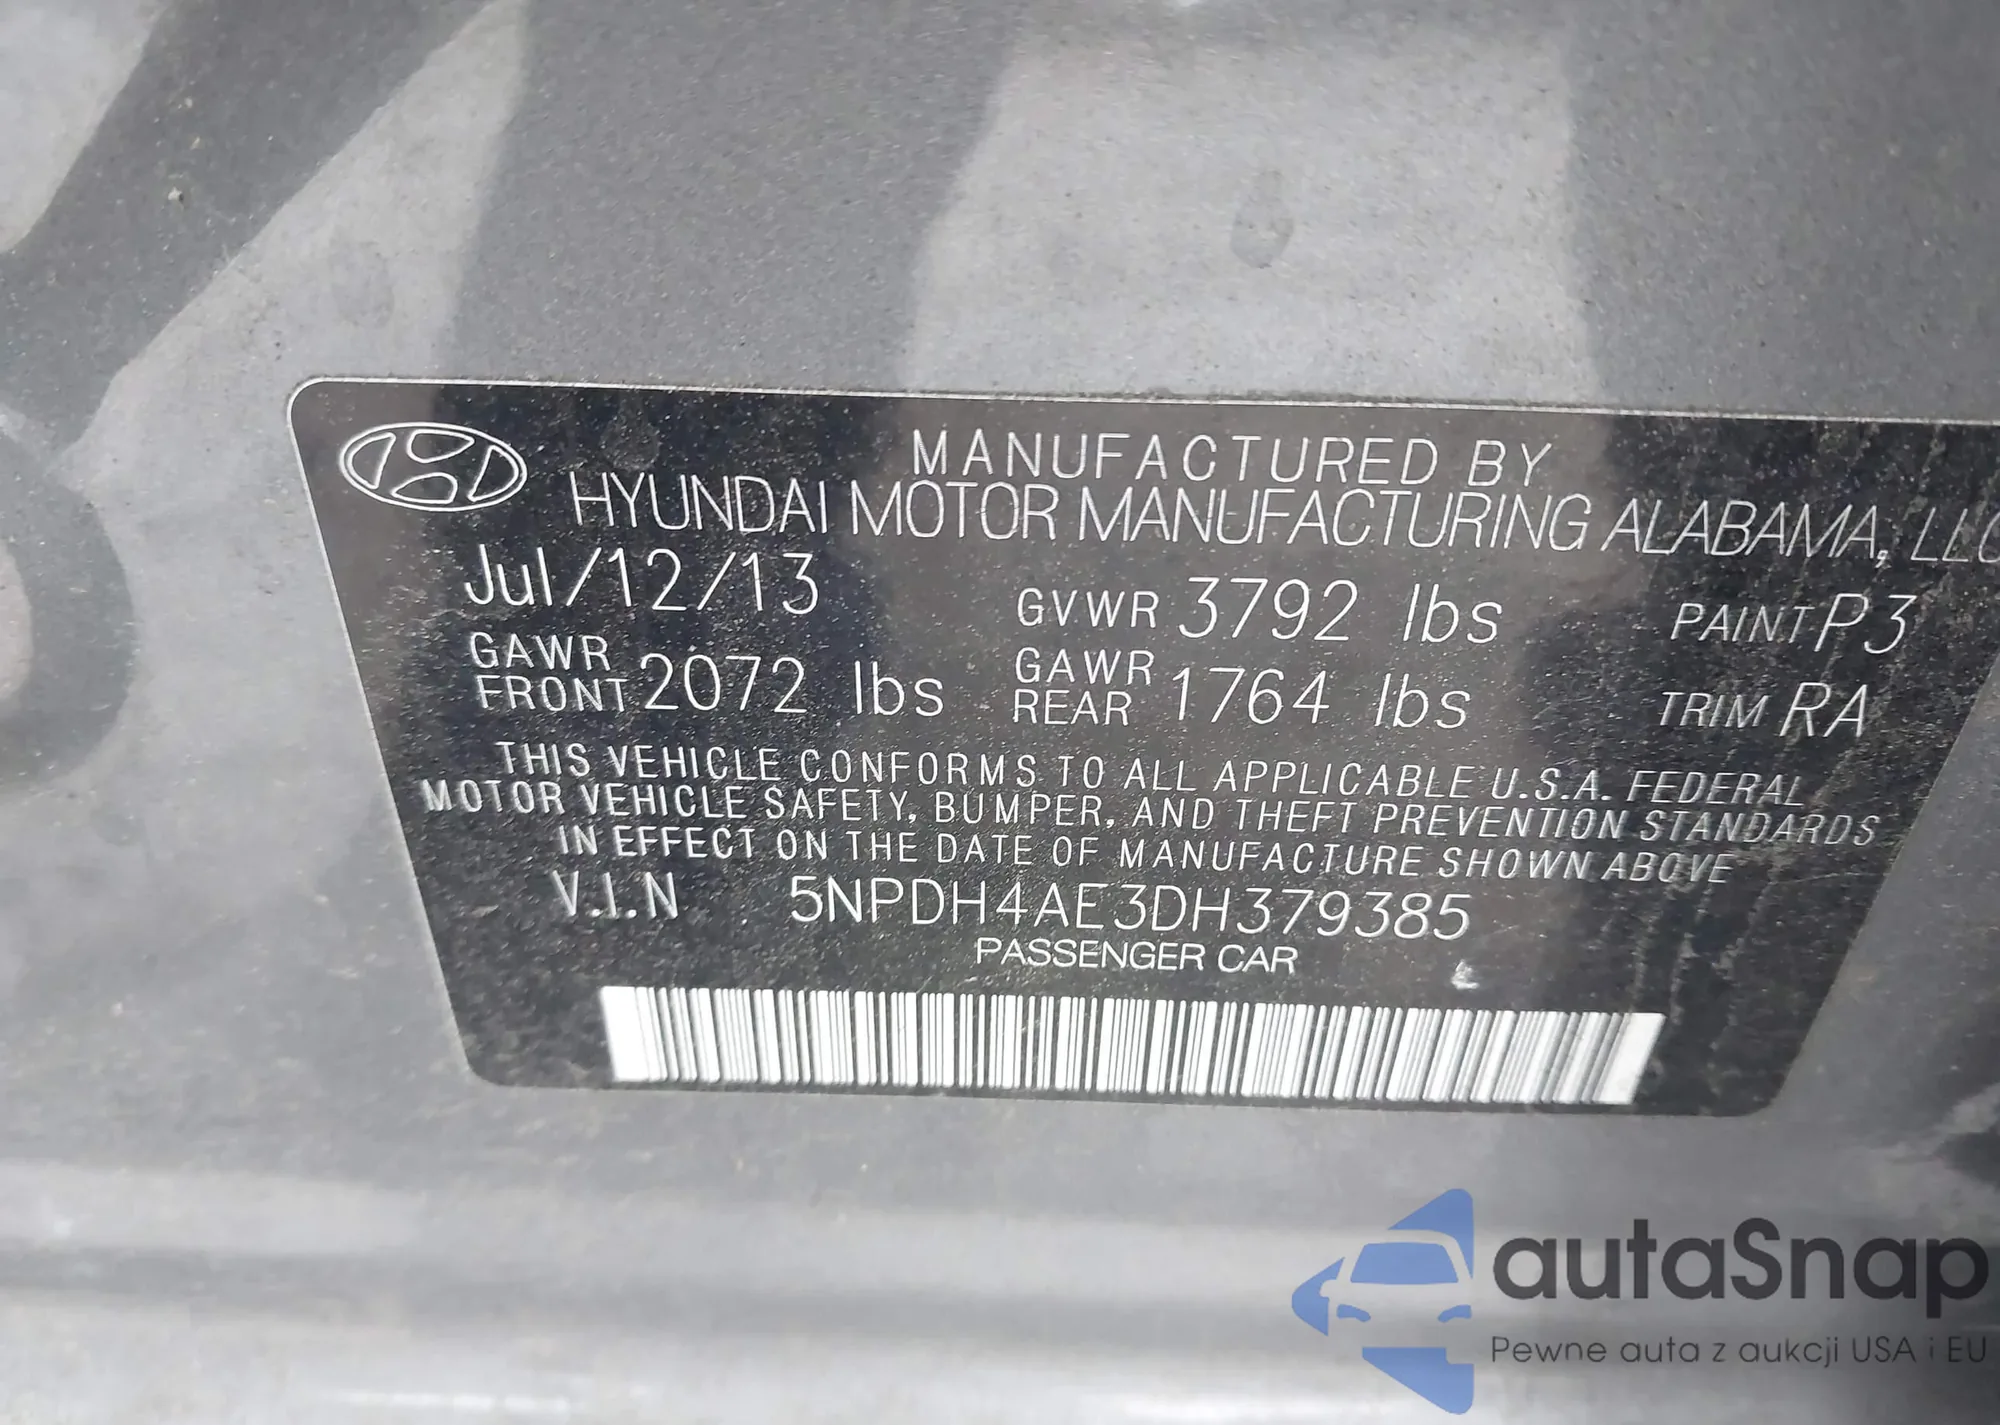 MANUFACTURED BY
HYUNDAI MOTOR MANUFACTURING ALABAMA, LLC
Jul/12/13 GVWR 3792 lbs PAINT P3
GAWR FRONT 2072 lbs GAWR REAR 1764 lbs TRIM RA
THIS VEHICLE CONFORMS TO ALL APPLICABLE U.S.A. FEDERAL
MOTOR VEHICLE SAFETY, BUMPER, AND THEFT PREVENTION STANDARDS
IN EFFECT ON THE DATE OF MANUFACTURE SHOWN ABOVE
V.I.N 5NPDH4AE3DH379385
PASSENGER CAR
autaSnap
Pewne auta z aukcji USA i EU